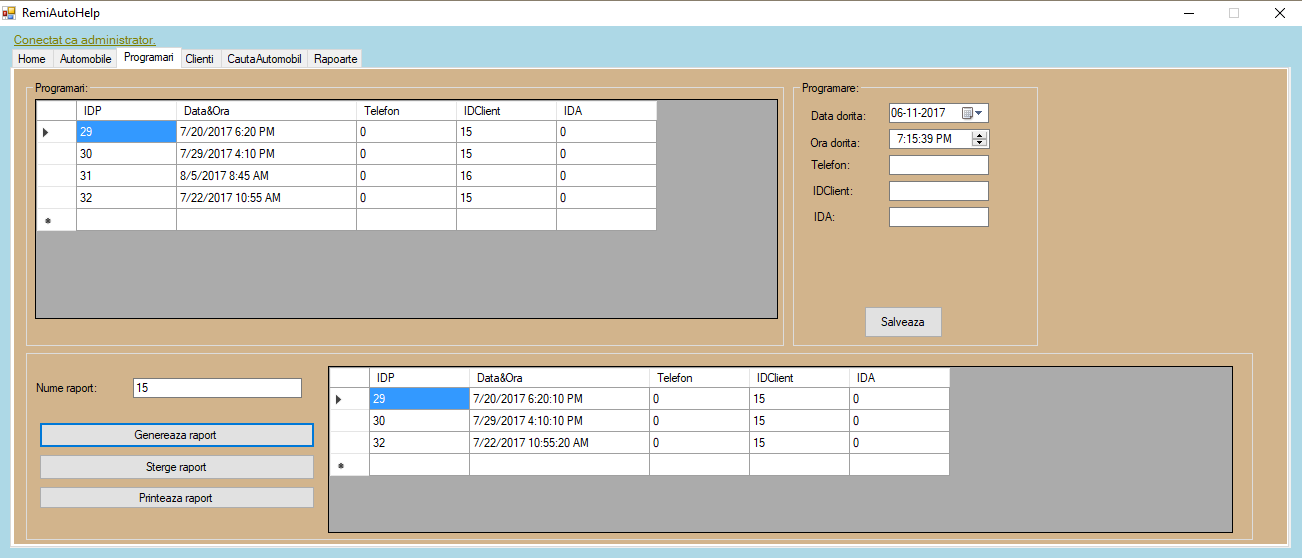 RemiAutoHelp
Conectat ca administrator.
Home Automobile Programari Clienti CautaAutomobil Rapoarte
Programari:
IDP Data&Ora Telefon IDClient IDA
29 7/20/2017 6:20 PM 0 15 0
30 7/29/2017 4:10 PM 0 15 0
31 8/5/2017 8:45 AM 0 16 0
32 7/22/2017 10:55 AM 0 15 0
Programare:
Data dorita: 06-11-2017
Ora dorita: 7:15:39 PM
Telefon:
IDClient:
IDA:
Salveaza
Nume raport: 15
Genereaza raport
Sterge raport
Printeaza raport
IDP Data&Ora Telefon IDClient IDA
29 7/20/2017 6:20:10 PM 0 15 0
30 7/29/2017 4:10:10 PM 0 15 0
32 7/22/2017 10:55:20 AM 0 15 0